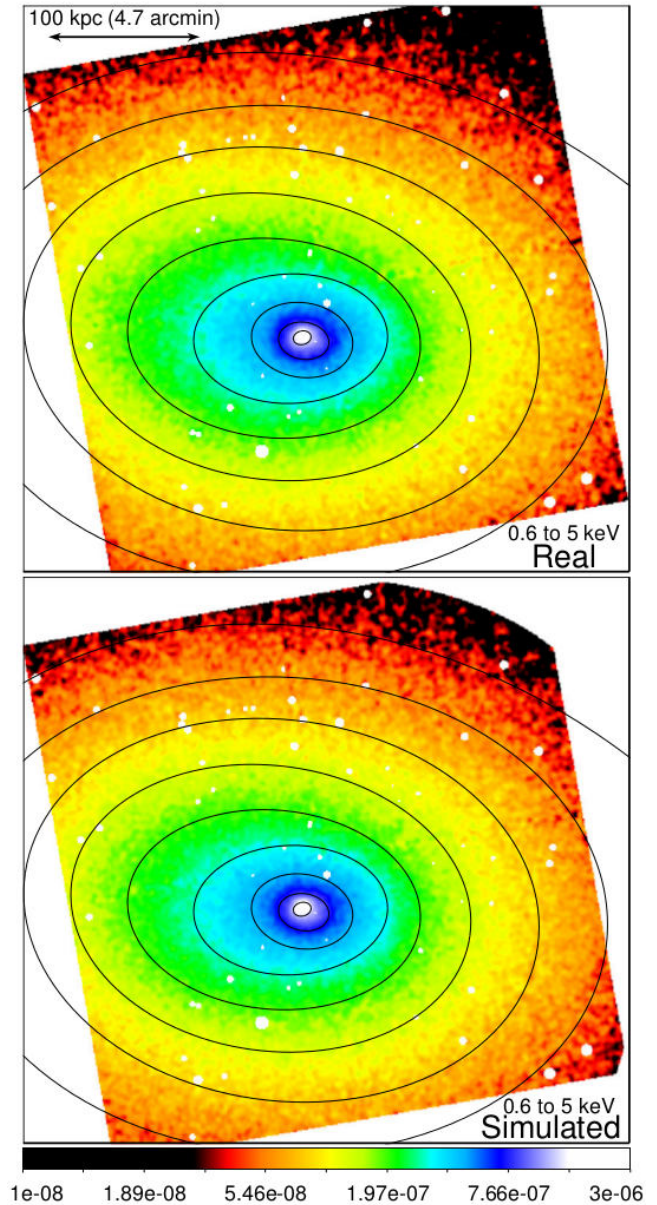 100 kpc (4.7 arcmin)
0.6 to 5 keV
Real
0.6 to 5 keV
Simulated
1e-08 1.89e-08 5.46e-08 1.97e-07 7.66e-07 3e-06